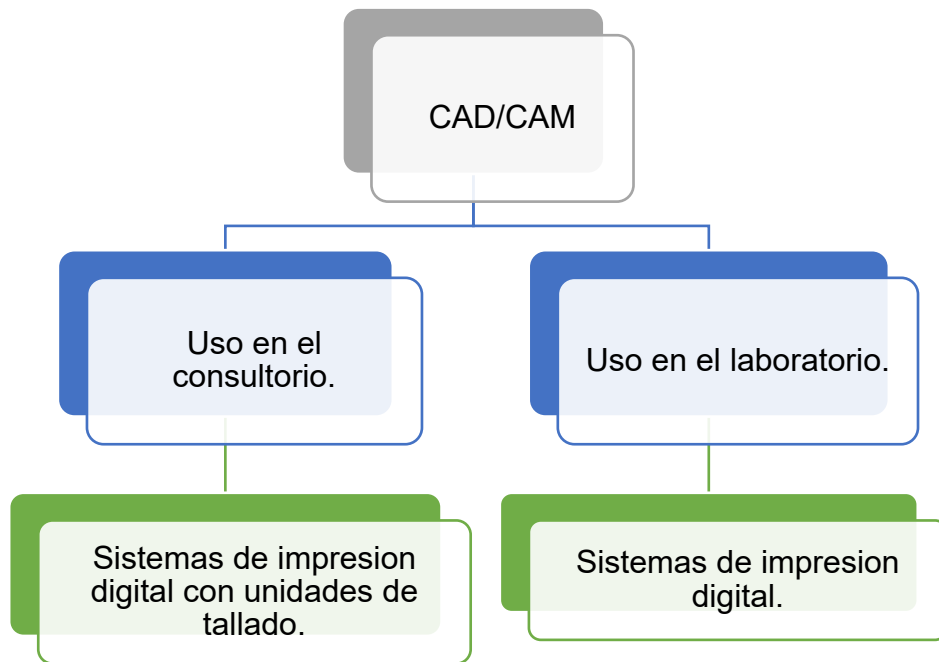 CAD/CAM
Uso en el
consultorio.
Uso en el laboratorio.
Sistemas de impresion
digital con unidades de
tallado.
Sistemas de impresion
digital.